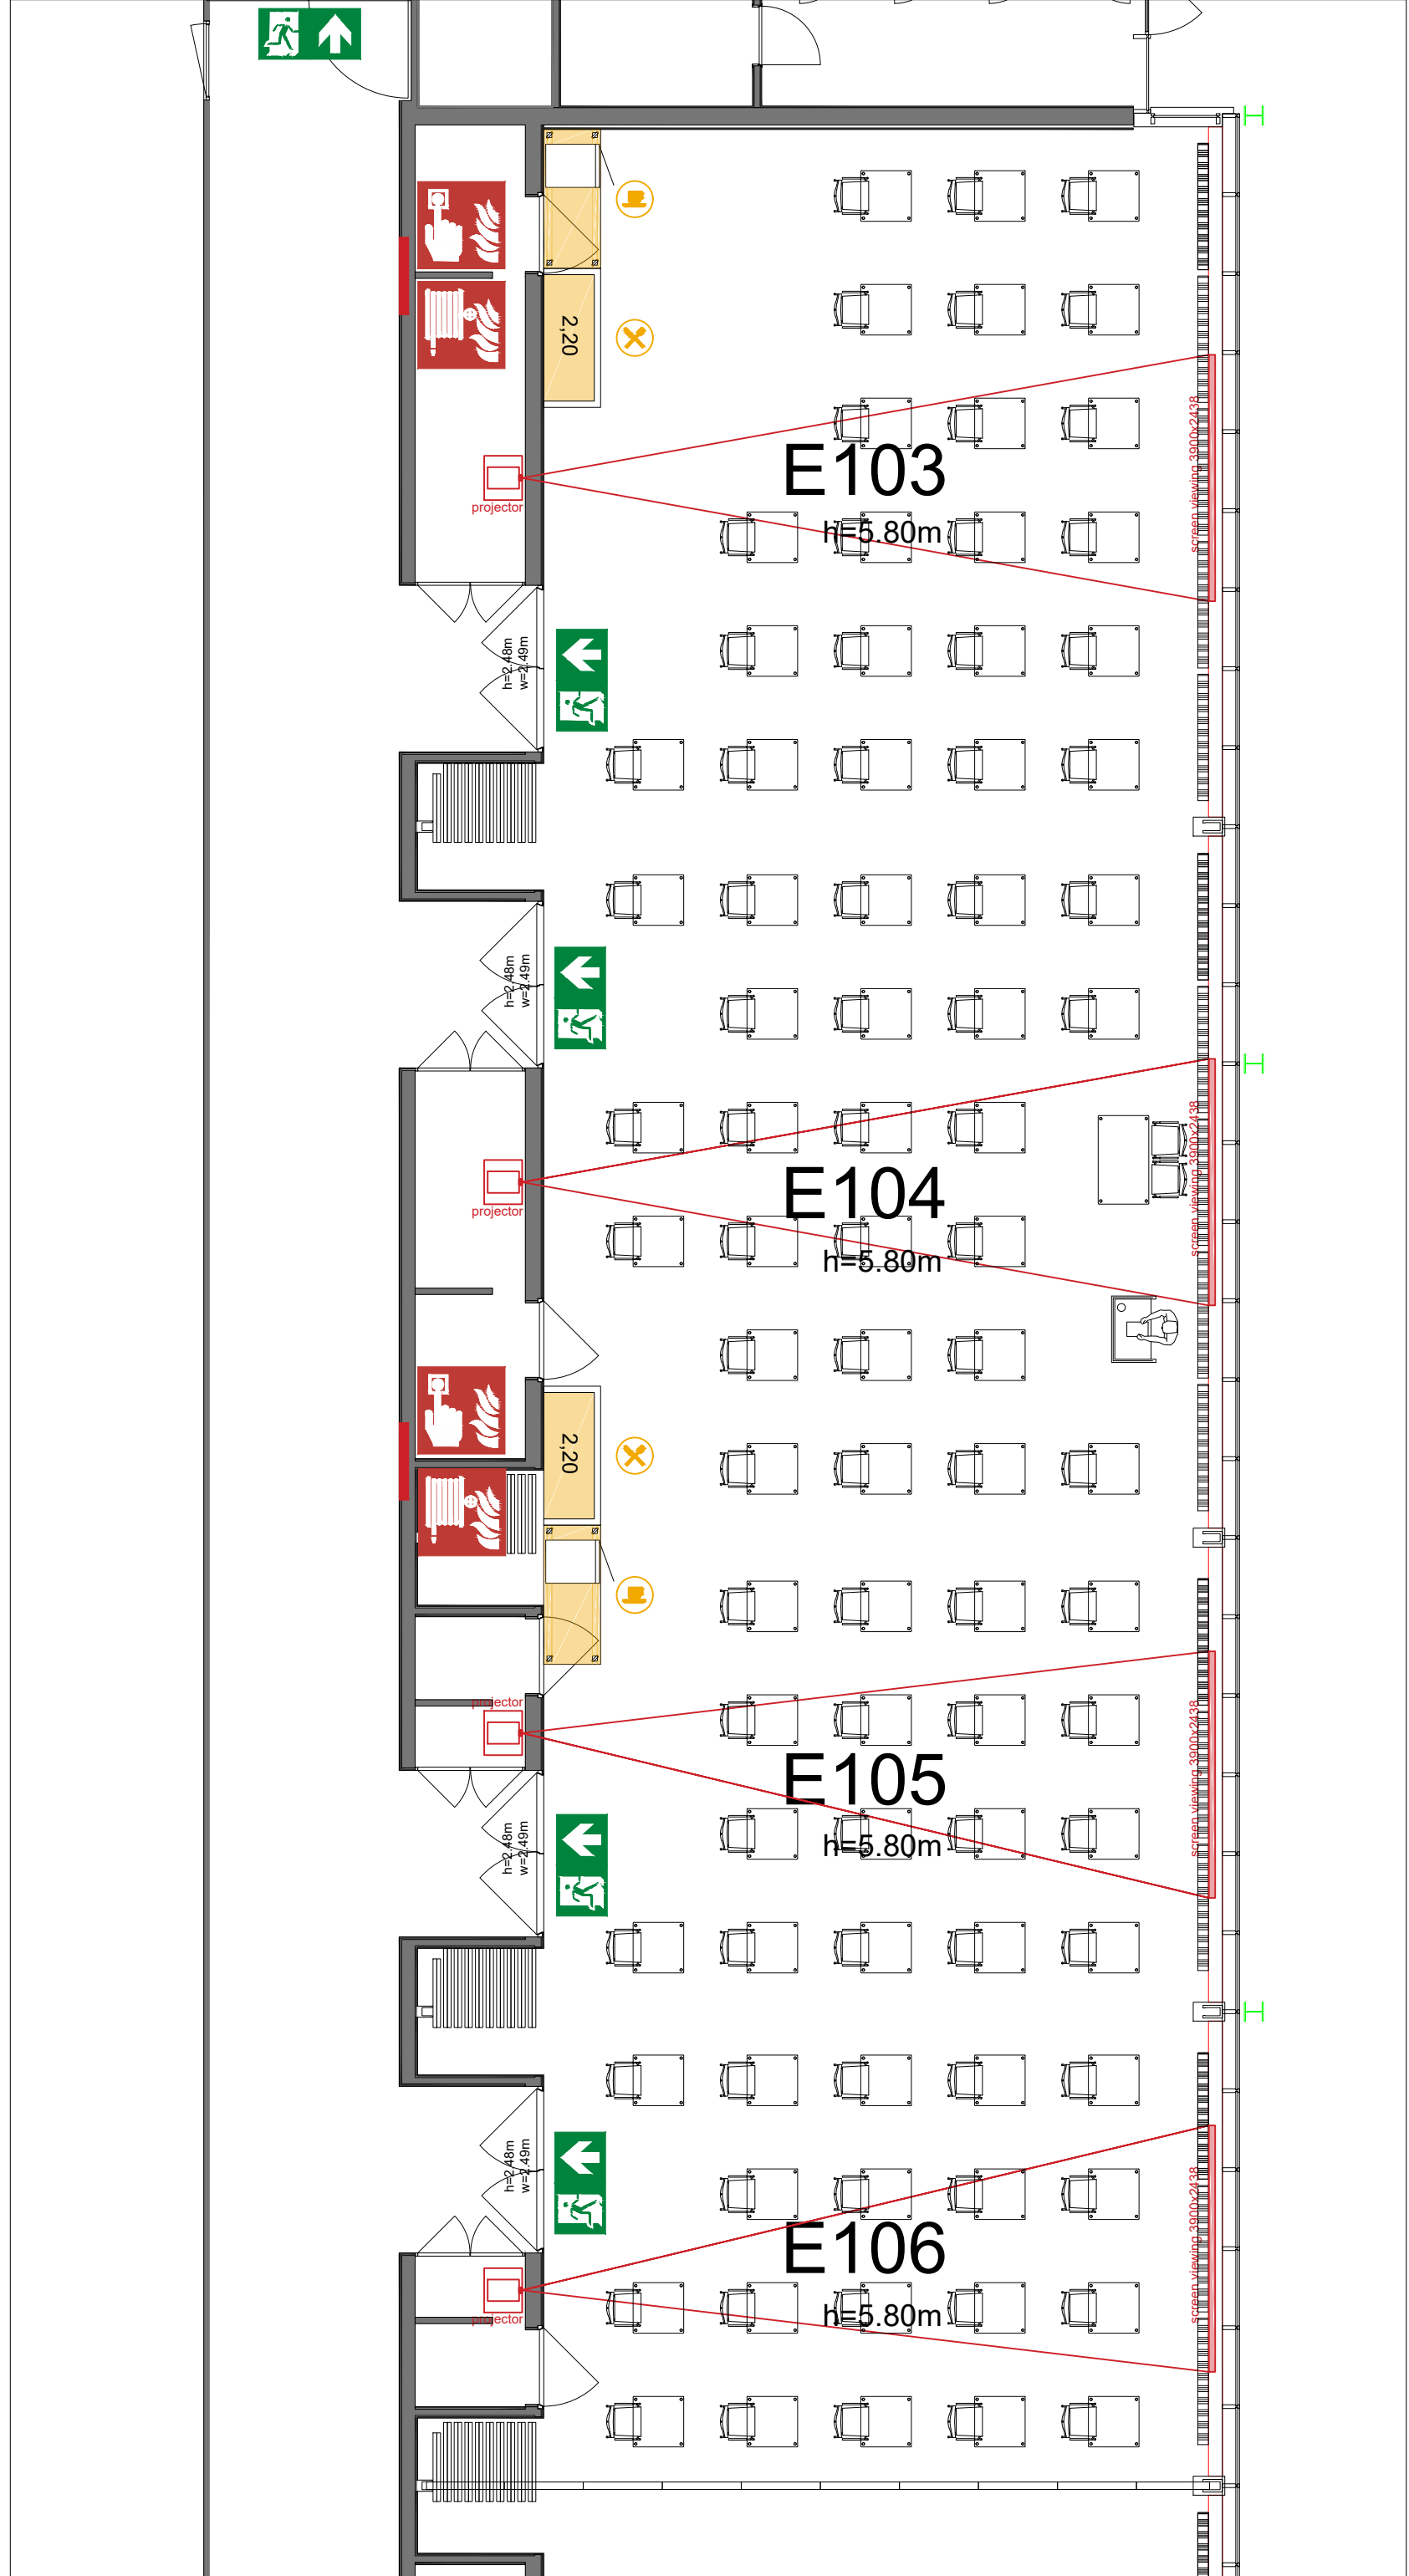 2,20
screen viewing 3900x2438
E103
projector
h=5.80m
h=2.48m
w=2.49m
h=2.48m
w=2.49m
screen viewing 3900x2438
E104
projector
h=5.80m
2,20
projector
screen viewing 3900x2438
E105
h=5.80m
h=2.48m
w=2.49m
h=2.48m
w=2.49m
screen viewing 3900x2438
E106
h=5.80m
projector